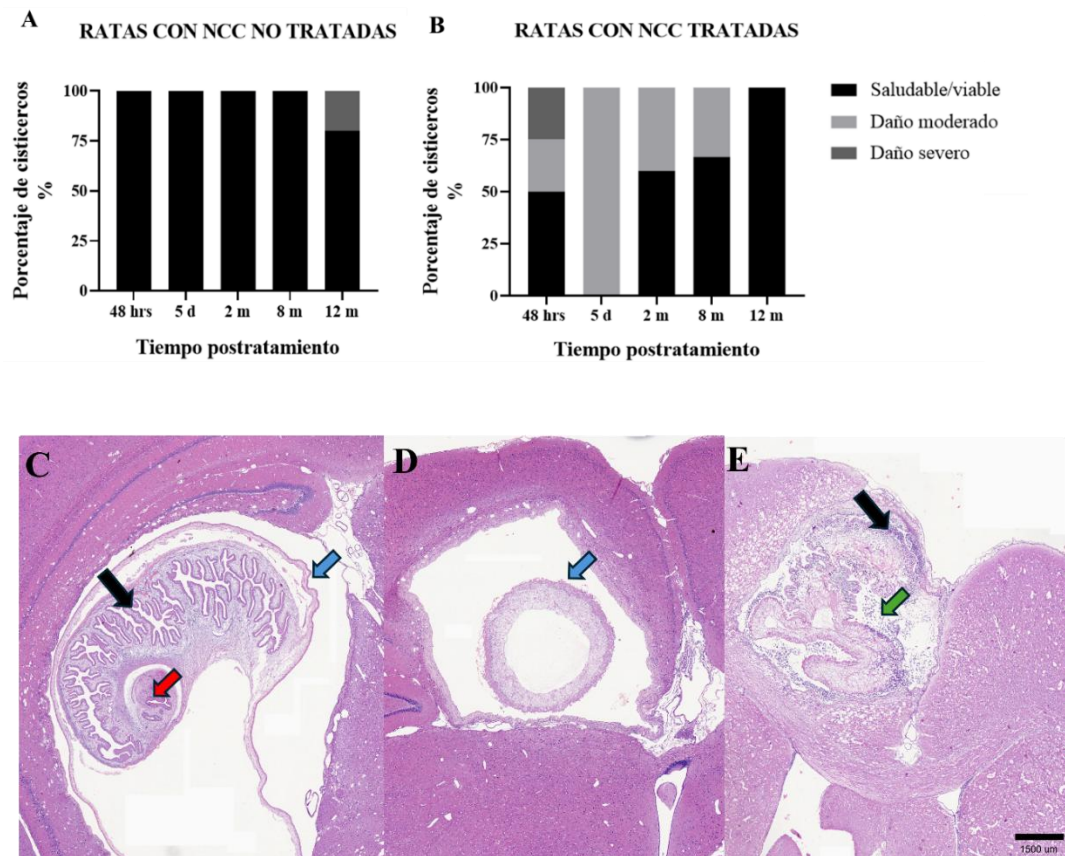 A
RATAS CON NCC NO TRATADAS
Porcentaje de cisticercos
%
100
75
50
25
0
48 hrs 5 d 2 m 8 m 12 m
Tiempo postratamiento
B
RATAS CON NCC TRATADAS
Porcentaje de cisticercos
%
100
75
50
25
0
48 hrs 5 d 2 m 8 m 12 m
Tiempo postratamiento
Saludable/viable
Daño moderado
Daño severo
C
D
E
1500 um